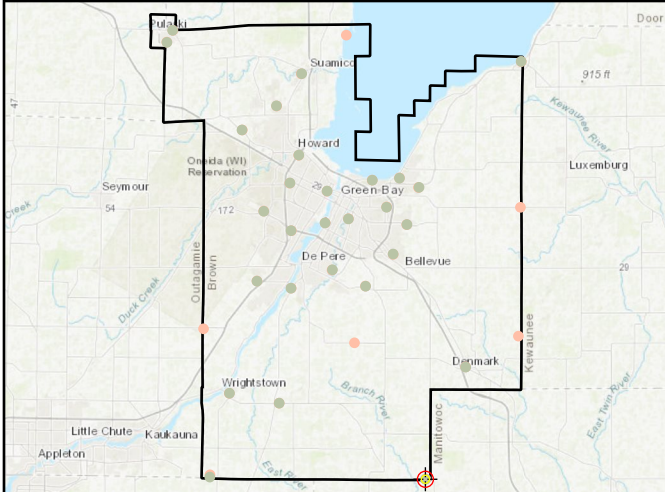 Pulaski
Door
Suamico
915 ft
47
Kewaunee
River
Howard
Oneida (WI)
Reservation
Luxemburg
Seymour
29
Green-Bay
54
172
Creek
De Pere
Bellevue
29
Outagamie
Brown
Duck Creek
Kewaunee
Denmark
Wrightstown
Branch
River
East Twin River
Little Chute
Kaukauna
Manitowoc
Appleton
East River